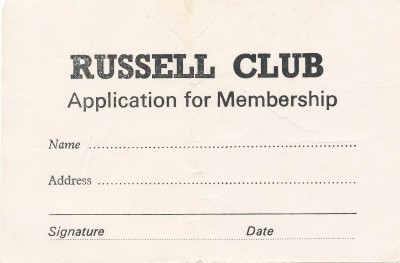 RUSSELL CLUB
Application for Membership
Name ........................................................
Address ......................................................
Signature Date